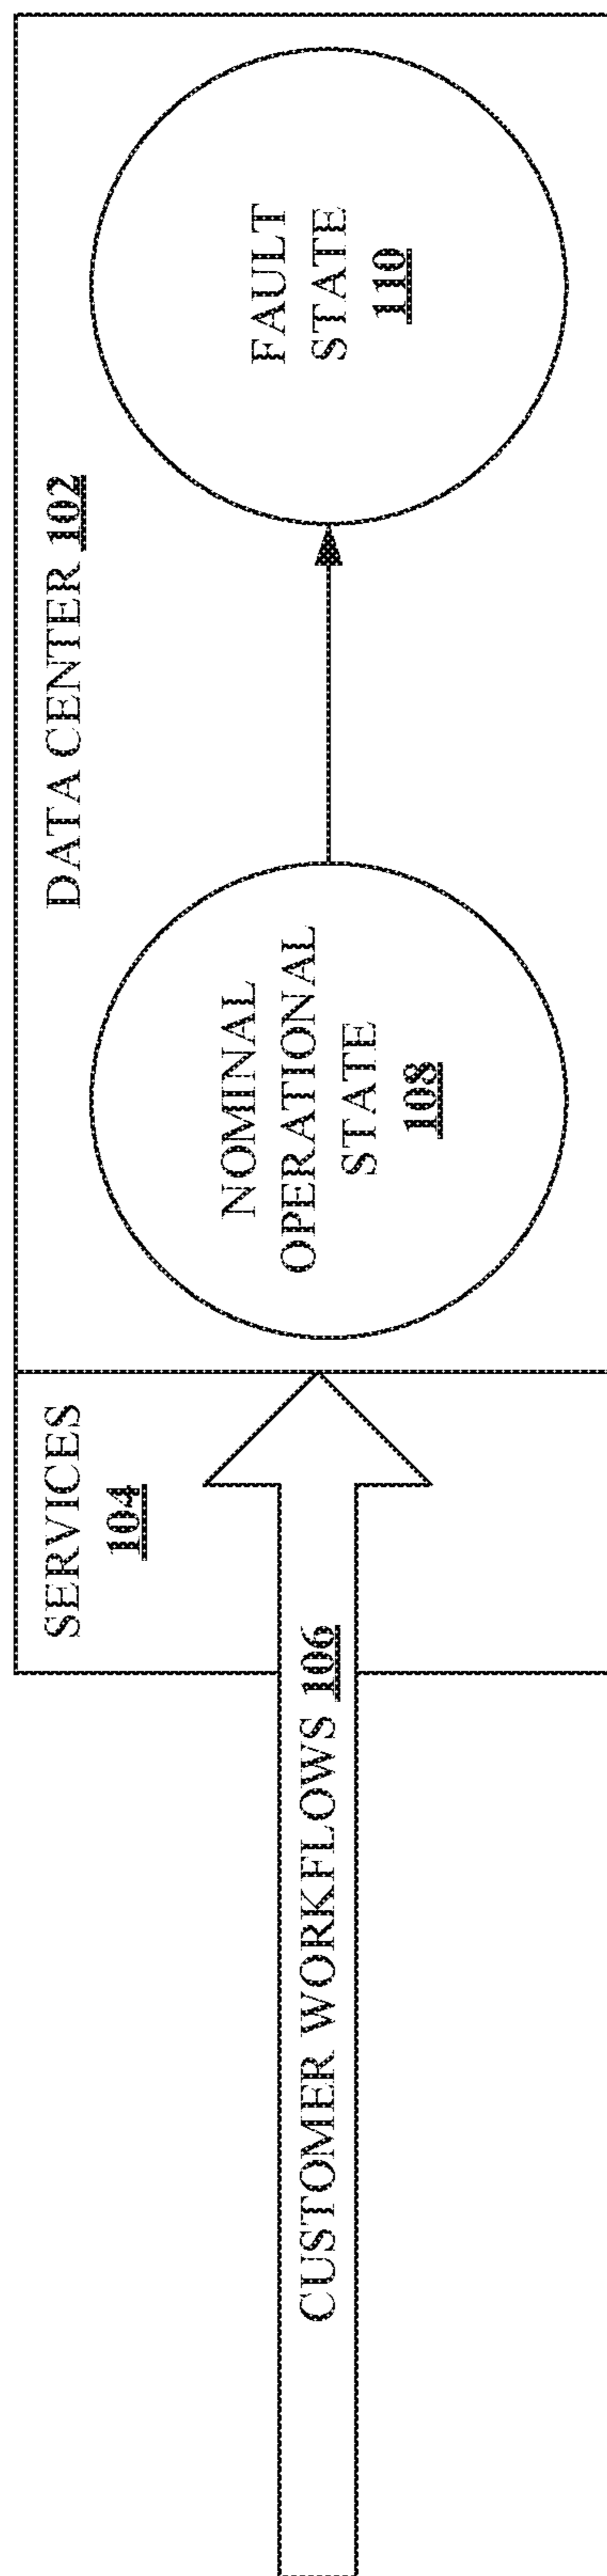 DATA CENTER 102
SERVICES
104
CUSTOMER WORKFLOWS 106
NOMINAL
OPERATIONAL
STATE
108
FAULT
STATE
110